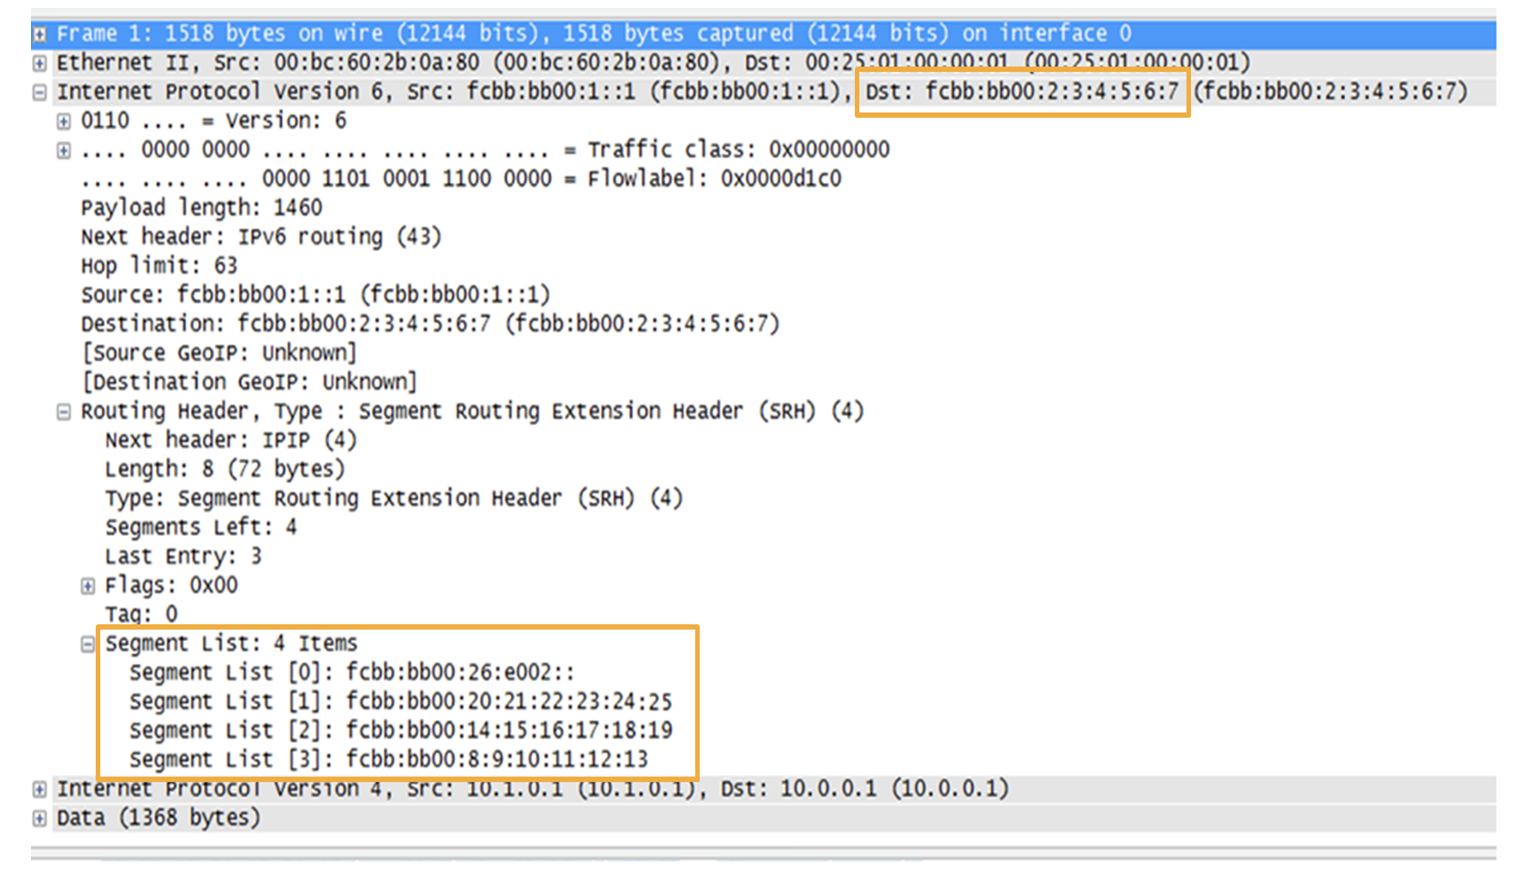 Frame 1: 1518 bytes on wire (12144 bits), 1518 bytes captured (12144 bits) on interface 0
Ethernet II, Src: 00:bc:60:2b:0a:80 (00:bc:60:2b:0a:80), Dst: 00:25:01:00:00:01 (00:25:01:00:00:01)
Internet Protocol Version 6, Src: fcbb:bb00:1::1 (fcbb:bb00:1::1), Dst: fcbb:bb00:2:3:4:5:6:7 (fcbb:bb00:2:3:4:5:6:7)
0110 .... = Version: 6
.... 0000 0000 .... .... .... .... .... = Traffic class: 0x00000000
.... .... .... 0000 1101 0001 1100 0000 = Flowlabel: 0x0000d1c0
Payload length: 1460
Next header: IPv6 routing (43)
Hop limit: 63
Source: fcbb:bb00:1::1 (fcbb:bb00:1::1)
Destination: fcbb:bb00:2:3:4:5:6:7 (fcbb:bb00:2:3:4:5:6:7)
[Source GeoIP: Unknown]
[Destination GeoIP: Unknown]
Routing Header, Type : Segment Routing Extension Header (SRH) (4)
Next header: IPIP (4)
Length: 8 (72 bytes)
Type: Segment Routing Extension Header (SRH) (4)
Segments Left: 4
Last Entry: 3
Flags: 0x00
Tag: 0
Segment List: 4 Items
Segment List [0]: fcbb:bb00:26:e002::
Segment List [1]: fcbb:bb00:20:21:22:23:24:25
Segment List [2]: fcbb:bb00:14:15:16:17:18:19
Segment List [3]: fcbb:bb00:8:9:10:11:12:13
Internet Protocol Version 4, Src: 10.1.0.1 (10.1.0.1), Dst: 10.0.0.1 (10.0.0.1)
Data (1368 bytes)